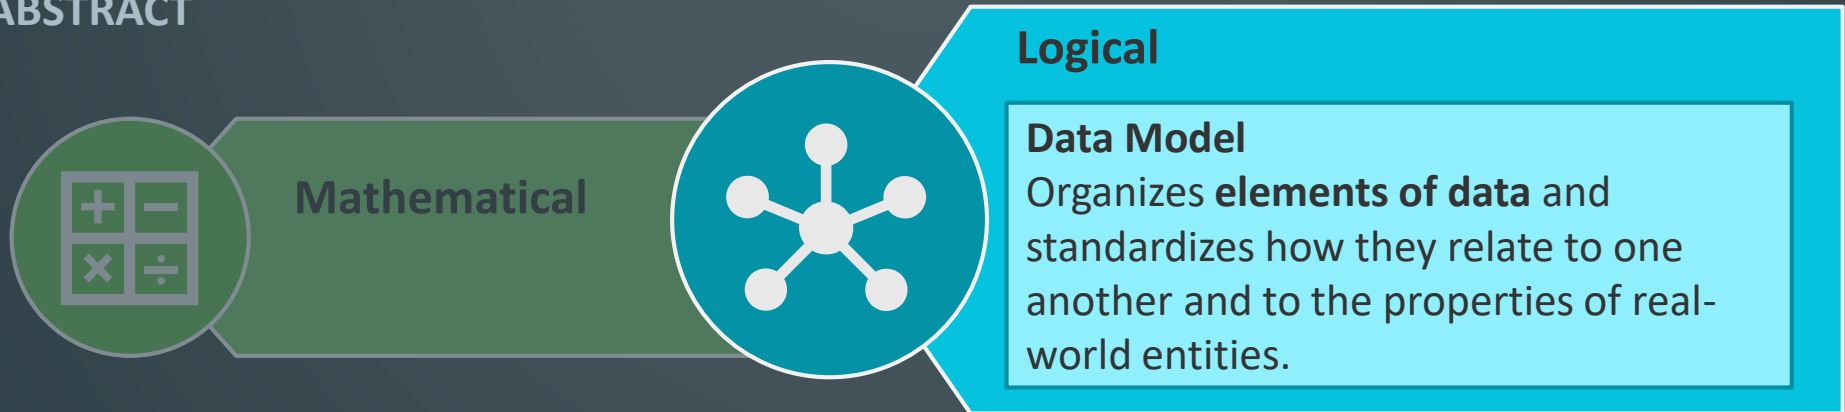 ABSTRACT
Mathematical
Logical
Data Model
Organizes elements of data and
standardizes how they relate to one
another and to the properties of real-
world entities.